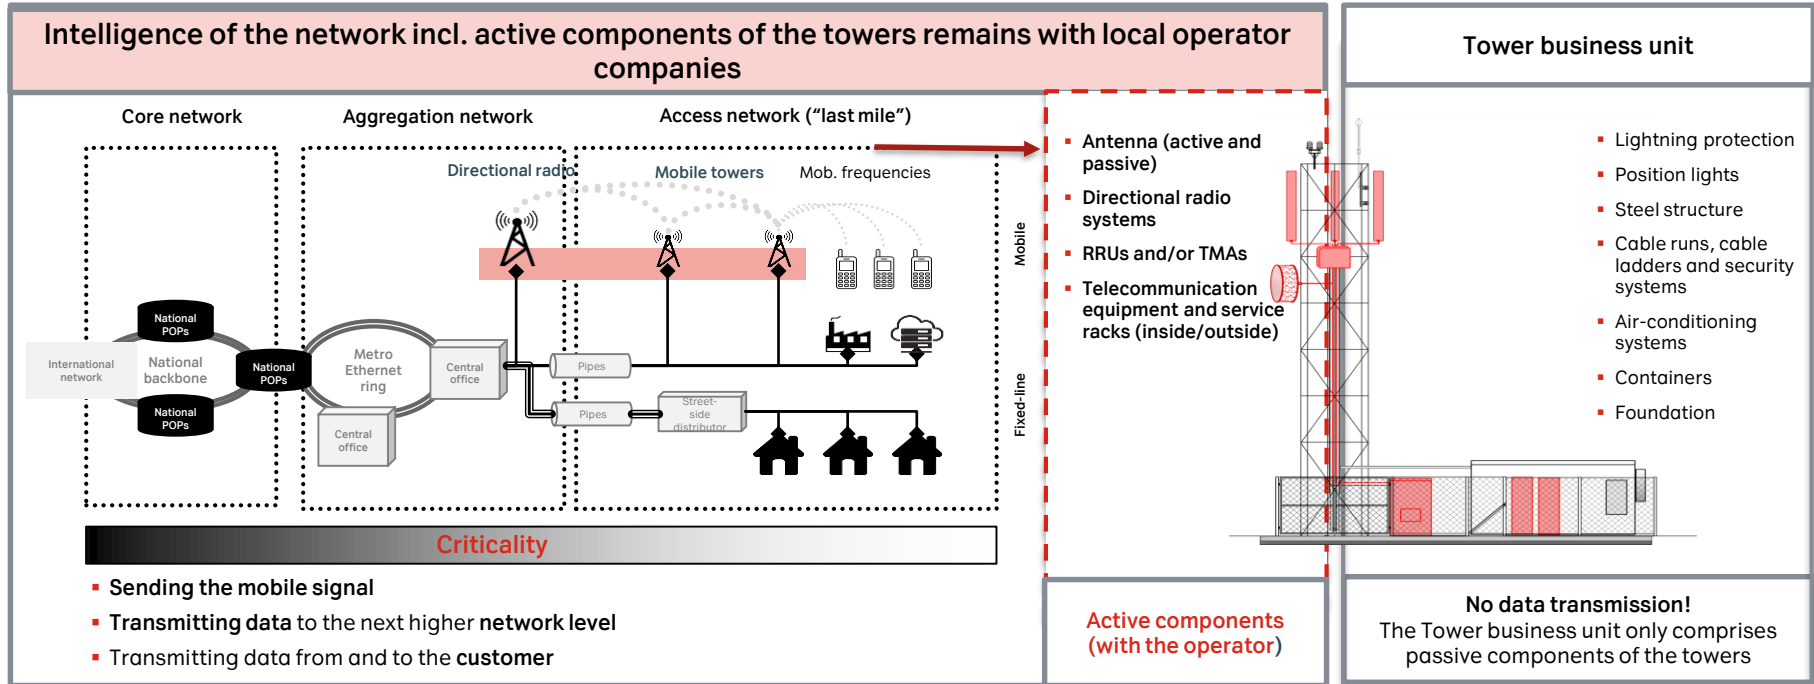 Intelligence of the network incl. active components of the towers remains with local operator
companies
Tower business unit
Core network
Aggregation network
Access network (“last mile”)
Directional radio
Mobile towers
Mob. frequencies
Mobile
Fixed-line
National
POPs
International
network
National
backbone
National
POPs
National
POPs
Metro
Ethernet
ring
Central
office
Central
office
Pipes
Pipes
Street-
side
distributor
Criticality
▪ Sending the mobile signal
▪ Transmitting data to the next higher network level
▪ Transmitting data from and to the customer
▪ Antenna (active and
passive)
▪ Directional radio
systems
▪ RRUs and/or TMAs
▪ Telecommunication
equipment and service
racks (inside/outside)
Active components
(with the operator)
▪ Lightning protection
▪ Position lights
▪ Steel structure
▪ Cable runs, cable
ladders and security
systems
▪ Air-conditioning
systems
▪ Containers
▪ Foundation
No data transmission!
The Tower business unit only comprises
passive components of the towers